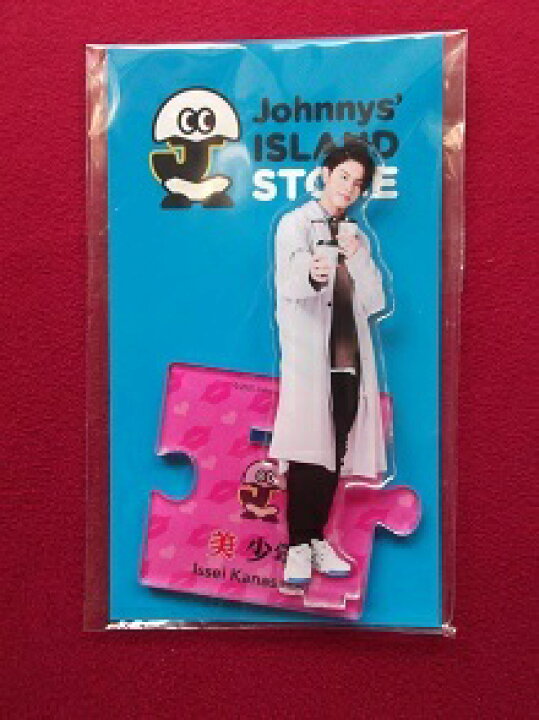 Johnnys'
ISLAND
STORE
美 少
Issei Kanas